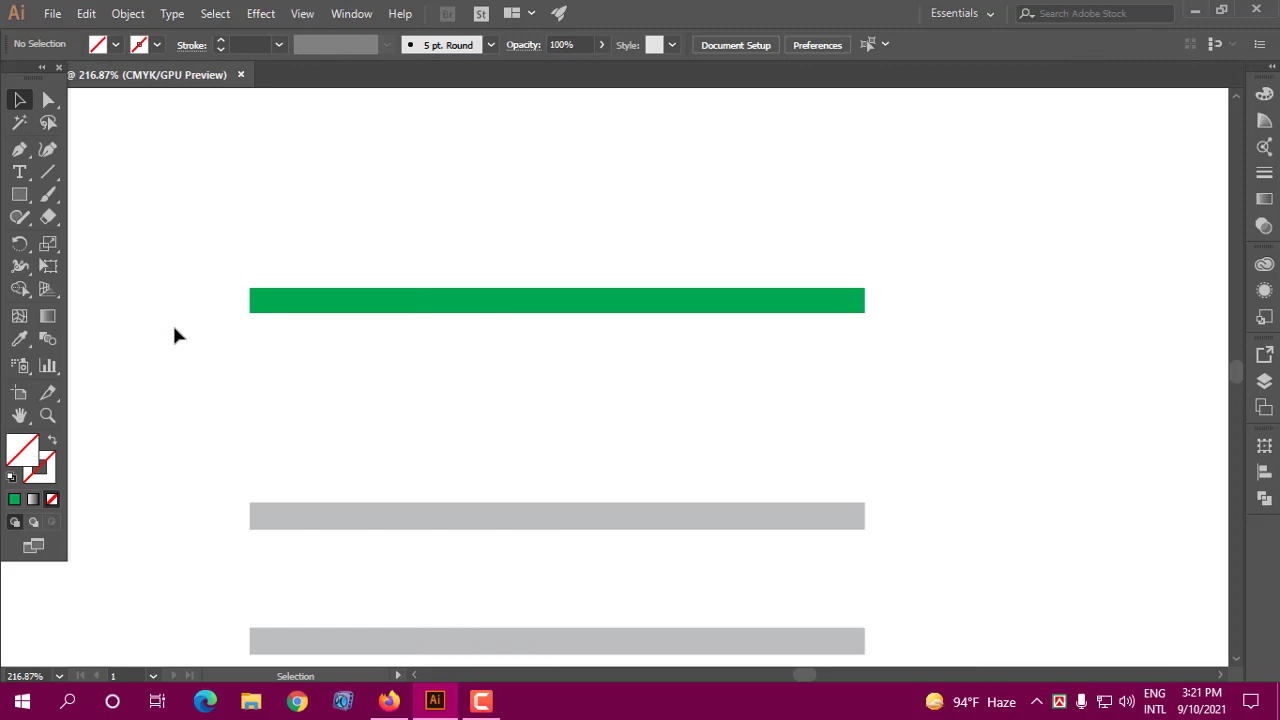 Ai File Edit Object Type Select Effect View Window Help Br St Essentials Search Adobe Stock
No Selection Stroke: 5 pt. Round Opacity: 100% Style: Document Setup Preferences
@ 216.87% (CMYK/GPU Preview)
T
216.87% 1 Selection
Ai 94°F Haze ENG INTL 3:21 PM 9/10/2021